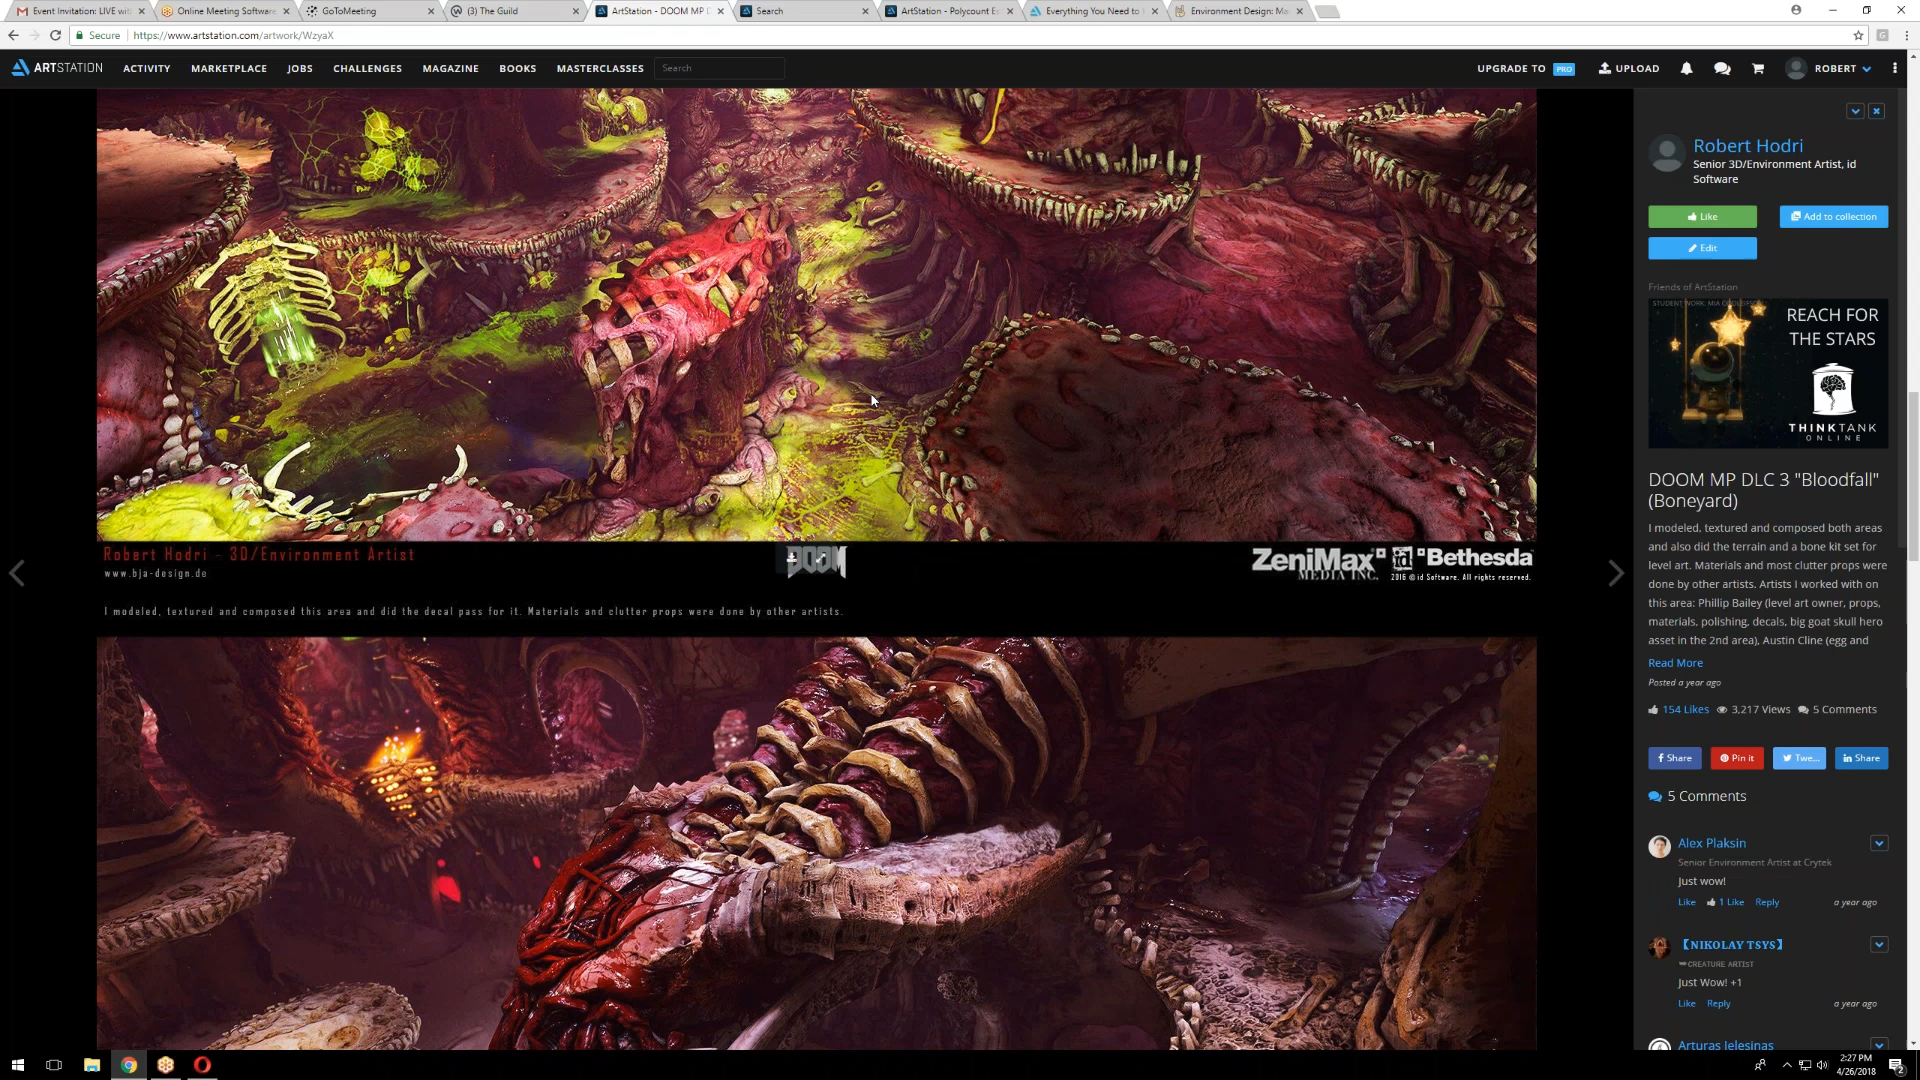 Event Invitation: LIVE wit
Online Meeting Software
GoToMeeting
(3) The Guild
ArtStation - DOOM MP D
Search
ArtStation - Polycount E
Everything You Need to
Environment Design: Ma
Secure
https://www.artstation.com/artwork/WzyaX
ARTSTATION
ACTIVITY
MARKETPLACE
JOBS
CHALLENGES
MAGAZINE
BOOKS
MASTERCLASSES
Search
UPGRADE TO PRO
UPLOAD
ROBERT
Robert Hodri
Senior 3D/Environment Artist, id
Software
Like
Add to collection
Edit
Friends of ArtStation
REACH FOR
THE STARS
THINKTANK
ONLINE
DOOM MP DLC 3 "Bloodfall"
(Boneyard)
I modeled, textured and composed both areas
and also did the terrain and a bone kit set for
level art. Materials and most clutter props were
done by other artists. Artists I worked with on
this area: Phillip Bailey (level art owner, props,
materials, polishing, decals, big goat skull hero
asset in the 2nd area), Austin Cline (egg and
Read More
Posted a year ago
154 Likes
3,217 Views
5 Comments
Share
Pin it
Twe...
Share
5 Comments
Alex Plaksin
Senior Environment Artist at Crytek
Just wow!
Like
1 Like
Reply
a year ago
【NIKOLAY TSYS】
CREATURE ARTIST
Just Wow! +1
Like
Reply
a year ago
Arturas Ielesinas
Robert Hodri - 3D/Environment Artist
www.bja-design.de
DOOM
ZeniMax
MEDIA INC.
id
Bethesda
2016 © id Software. All rights reserved.
I modeled, textured and composed this area and did the decal pass for it. Materials and clutter props were done by other artists.
2:27 PM
4/26/2018
2